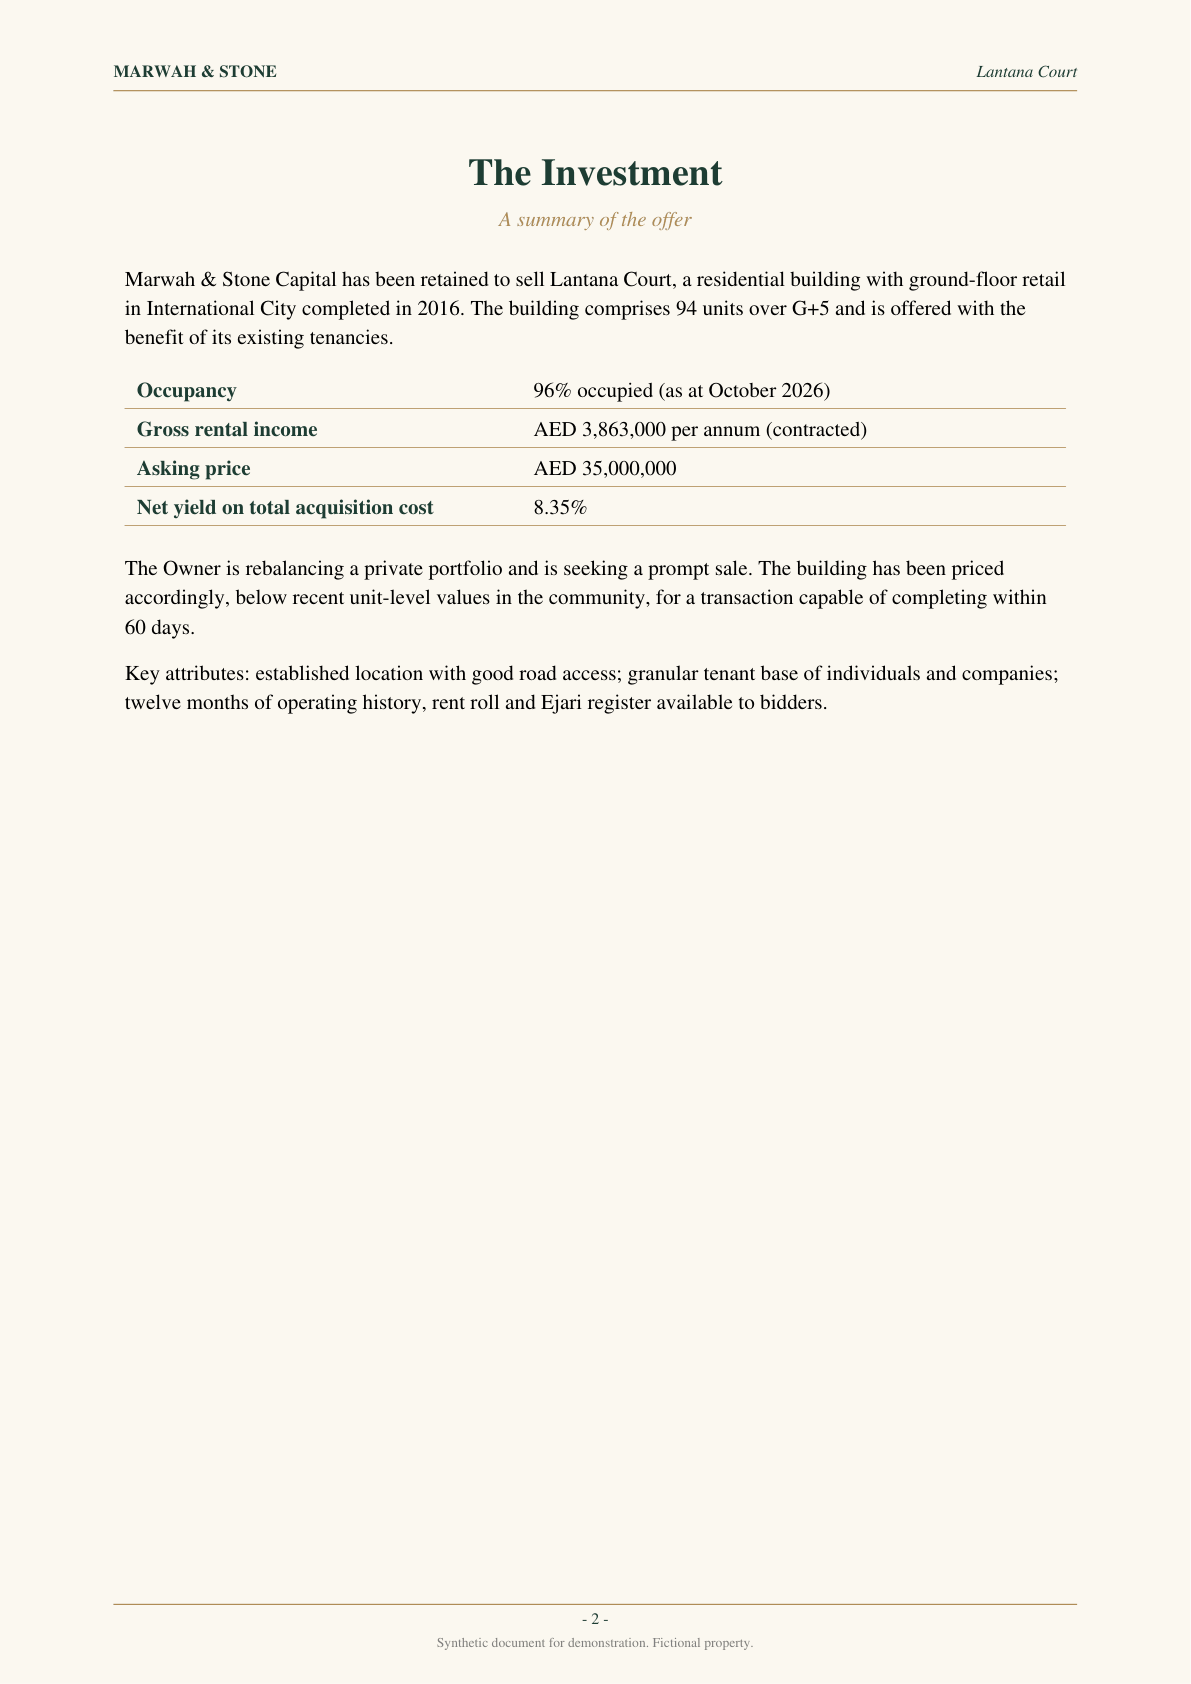 MARWAH & STONE
Lantana Court
The Investment
A summary of the offer
Marwah & Stone Capital has been retained to sell Lantana Court, a residential building with ground-floor retail
in International City completed in 2016. The building comprises 94 units over G+5 and is offered with the
benefit of its existing tenancies.
Occupancy 96% occupied (as at October 2026)
Gross rental income AED 3,863,000 per annum (contracted)
Asking price AED 35,000,000
Net yield on total acquisition cost 8.35%
The Owner is rebalancing a private portfolio and is seeking a prompt sale. The building has been priced
accordingly, below recent unit-level values in the community, for a transaction capable of completing within
60 days.
Key attributes: established location with good road access; granular tenant base of individuals and companies;
twelve months of operating history, rent roll and Ejari register available to bidders.
- 2 -
Synthetic document for demonstration. Fictional property.